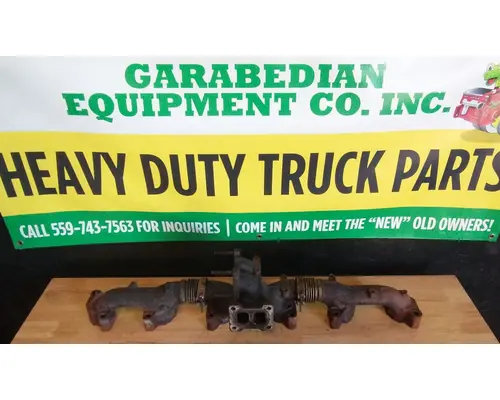 GARABEDIAN
EQUIPMENT CO. INC.
HEAVY DUTY TRUCK PARTS
CALL 559-743-7563 FOR INQUIRIES | COME IN AND MEET THE “NEW” OLD OWNERS!